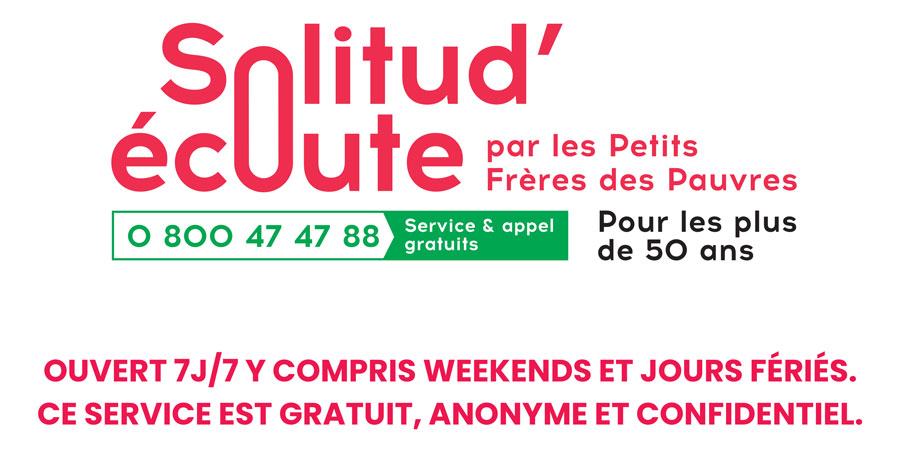 Solitud'
écoute
par les Petits
Frères des Pauvres
0 800 47 47 88
Service & appel
gratuits
Pour les plus
de 50 ans
OUVERT 7J/7 Y COMPRIS WEEKENDS ET JOURS FÉRIÉS.
CE SERVICE EST GRATUIT, ANONYME ET CONFIDENTIEL.